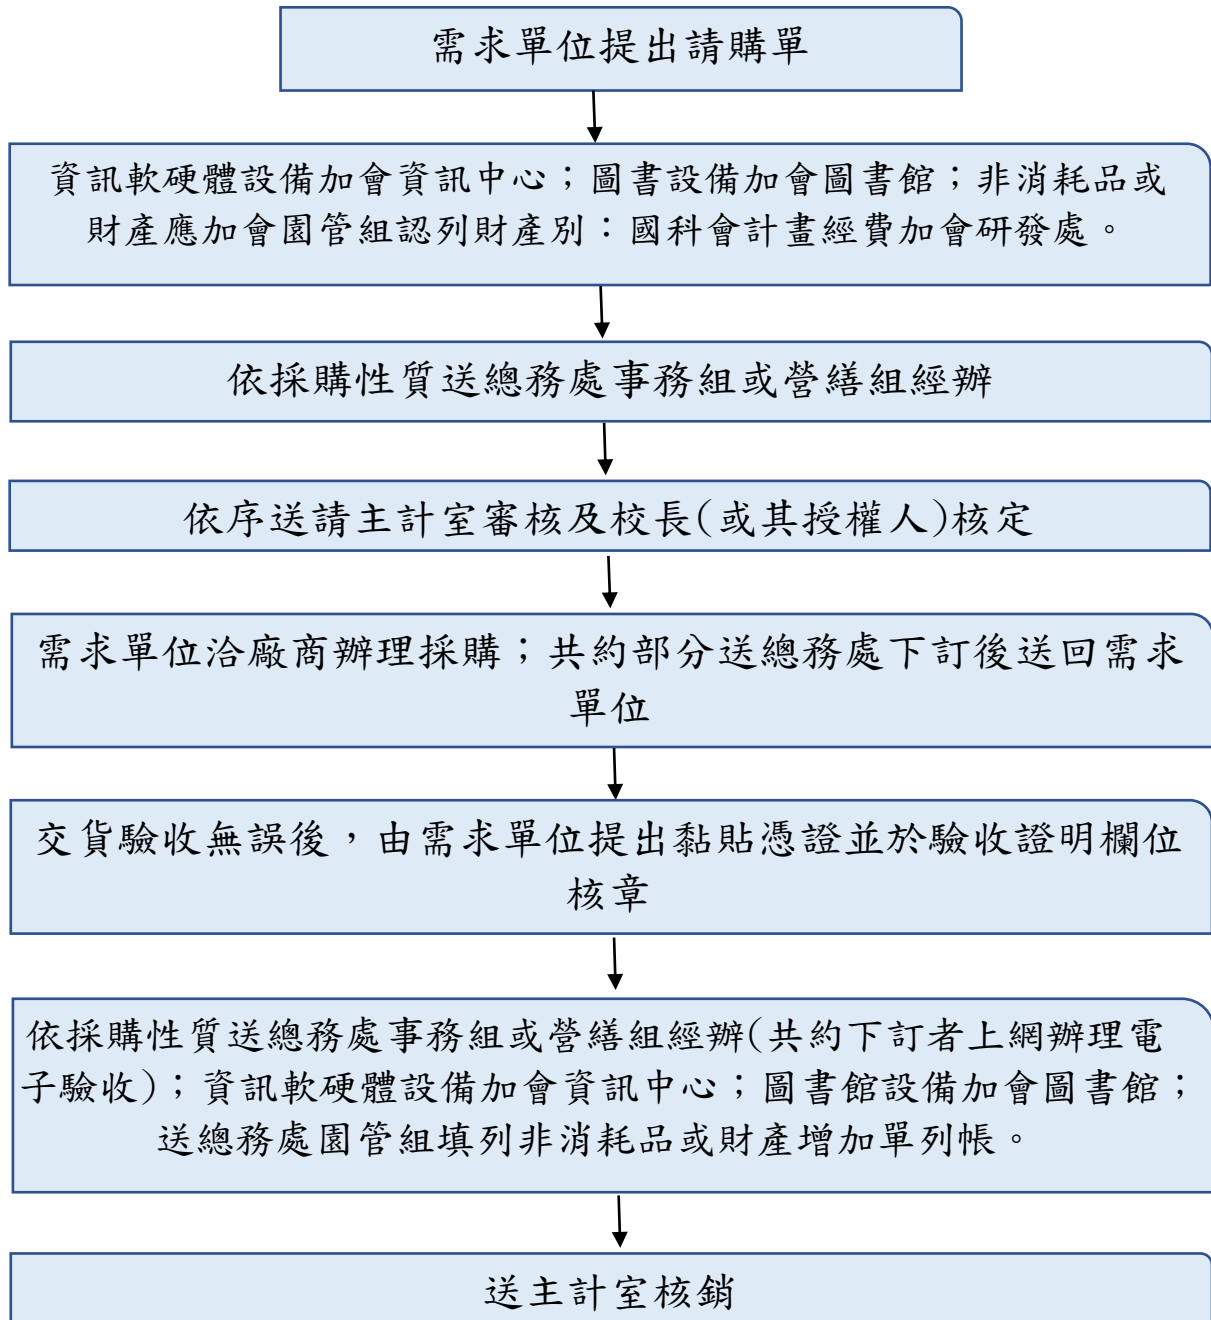 需求單位提出請購單
資訊軟硬體設備加會資訊中心；圖書設備加會圖書館；非消耗品或
財產應加會園管組認列財產別：國科會計畫經費加會研發處。
依採購性質送總務處事務組或營繕組經辦
依序送請主計室審核及校長(或其授權人)核定
需求單位洽廠商辦理採購；共約部分送總務處下訂後送回需求
單位
交貨驗收無誤後，由需求單位提出黏貼憑證並於驗收證明欄位
核章
依採購性質送總務處事務組或營繕組經辦(共約下訂者上網辦理電
子驗收)；資訊軟硬體設備加會資訊中心；圖書館設備加會圖書館；
送總務處園管組填列非消耗品或財產增加單列帳。
送主計室核銷